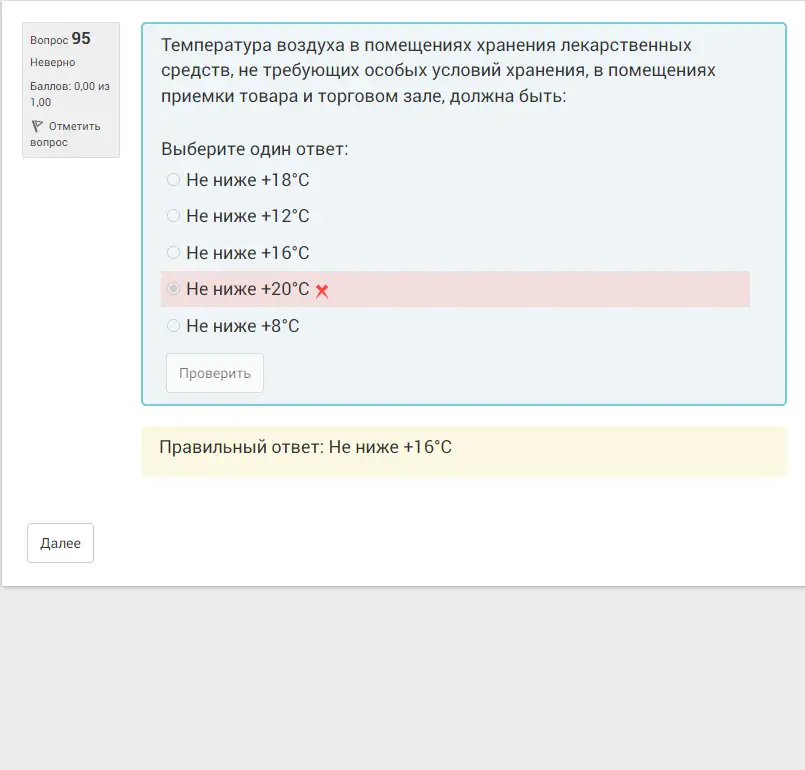 Вопрос 95
Неверно
Баллов: 0,00 из
1,00
Отметить
вопрос
Температура воздуха в помещениях хранения лекарственных
средств, не требующих особых условий хранения, в помещениях
приемки товара и торговом зале, должна быть:
Выберите один ответ:
Не ниже +18°С
Не ниже +12°С
Не ниже +16°С
Не ниже +20°С
Не ниже +8°С
Проверить
Правильный ответ: Не ниже +16°С
Далее